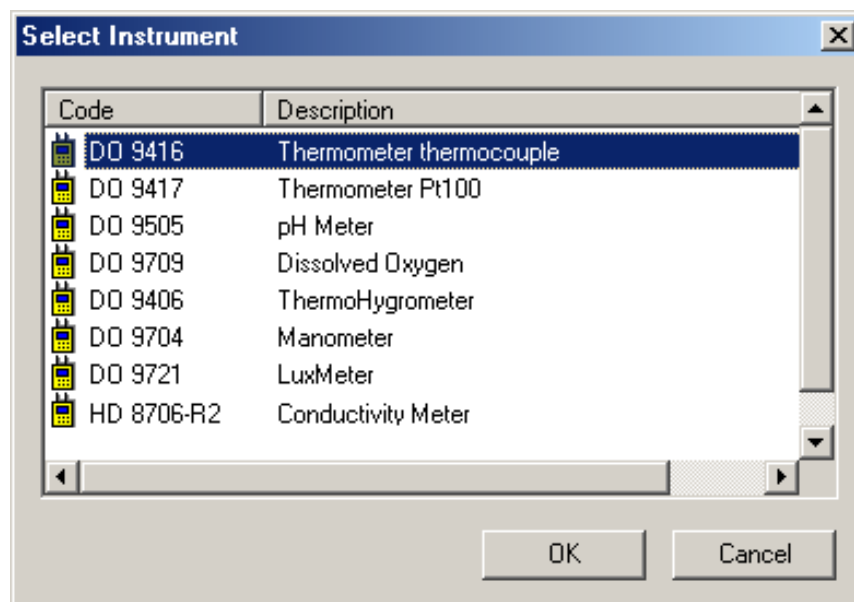 Select Instrument
Code Description
DO 9416 Thermometer thermocouple
DO 9417 Thermometer Pt100
DO 9505 pH Meter
DO 9709 Dissolved Oxygen
DO 9406 ThermoHygrometer
DO 9704 Manometer
DO 9721 LuxMeter
HD 8706-R2 Conductivity Meter
OK Cancel